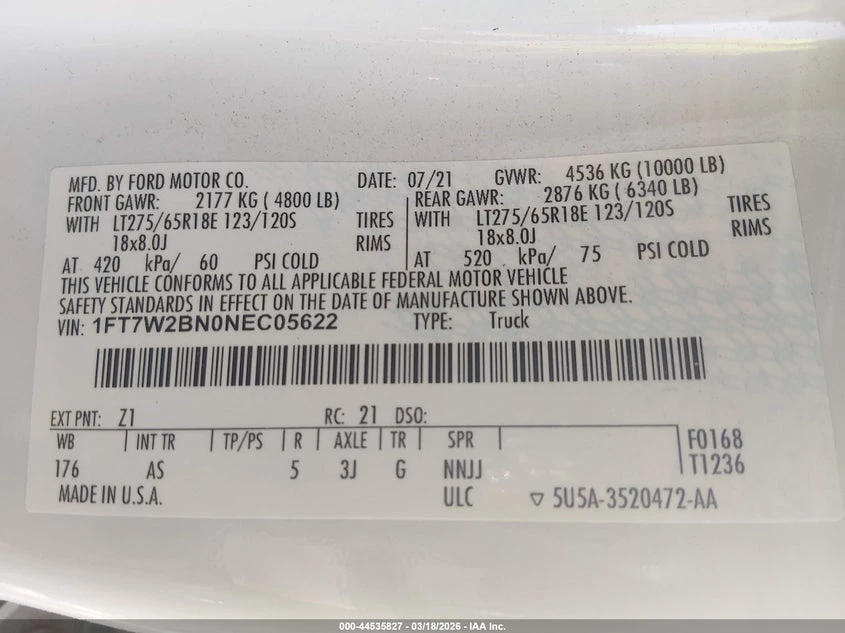 MFD. BY FORD MOTOR CO. DATE: 07/21 GVWR: 4536 KG (10000 LB)
FRONT GAWR: 2177 KG ( 4800 LB) REAR GAWR: 2876 KG ( 6340 LB)
WITH LT275/65R18E 123/120S TIRES WITH LT275/65R18E 123/120S TIRES
18x8.0J RIMS 18x8.0J RIMS
AT 420 kPa/ 60 PSI COLD AT 520 kPa/ 75 PSI COLD
THIS VEHICLE CONFORMS TO ALL APPLICABLE FEDERAL MOTOR VEHICLE
SAFETY STANDARDS IN EFFECT ON THE DATE OF MANUFACTURE SHOWN ABOVE.
VIN: 1FT7W2BN0NEC05622 TYPE: Truck
EXT PNT: Z1 RC: 21 DSO:
WB INT TR TP/PS R AXLE TR SPR F0168
176 AS 5 3J G NNJJ T1236
MADE IN U.S.A. ULC ▽ 5U5A-3520472-AA
000-44535827 - 03/18/2026 - IAA Inc.